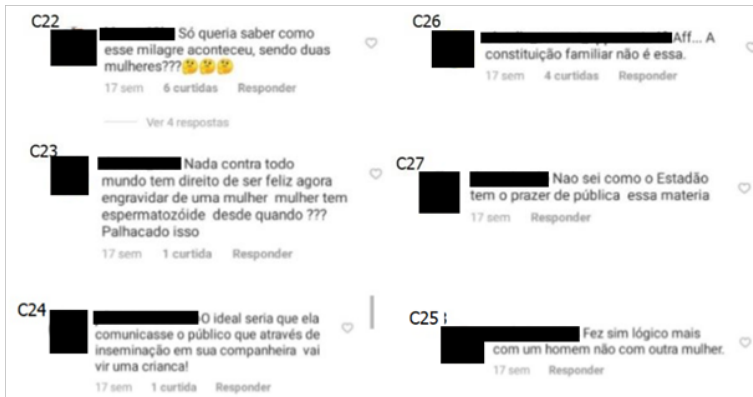 C22
Só queria saber como
esse milagre aconteceu, sendo duas
mulheres???🤔🤔🤔
17 sem 6 curtidas Responder
Ver 4 respostas
C23
Nada contra todo
mundo tem direito de ser feliz agora
engravidar de uma mulher mulher tem
espermatozóide desde quando ???
Palhacado isso
17 sem 1 curtida Responder
C24
O ideal seria que ela
comunicasse o público que através de
inseminação em sua companheira vai
vir uma crianca!
17 sem 1 curtida Responder
C26
Aff... A
constituição familiar não é essa.
17 sem 4 curtidas Responder
C27
Nao sei como o Estadão
tem o prazer de pública essa materia
17 sem Responder
C25
Fez sim lógico mais
com um homem não com outra mulher.
17 sem Responder